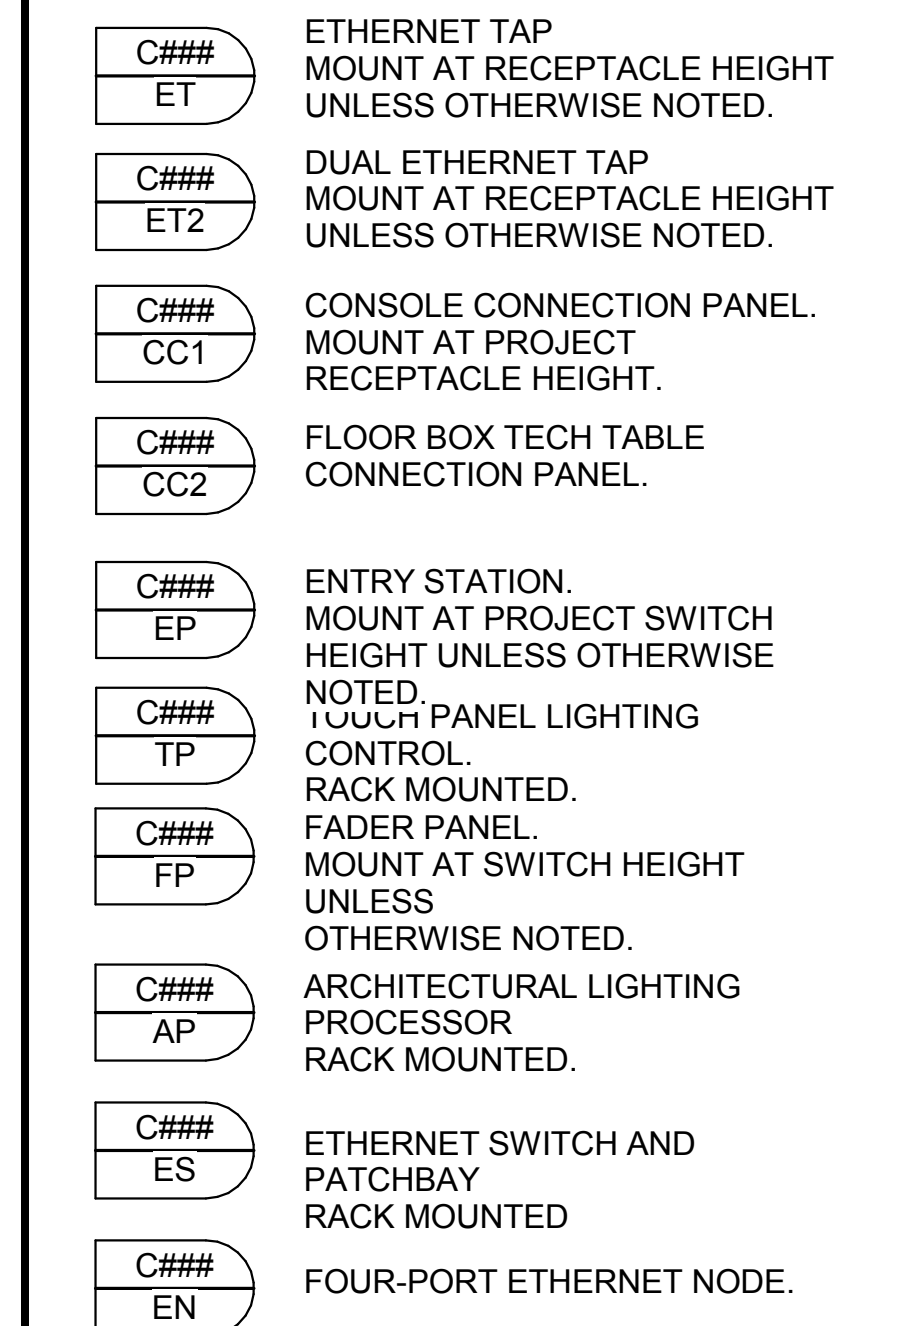 C###
ET
ETHERNET TAP
MOUNT AT RECEPTACLE HEIGHT
UNLESS OTHERWISE NOTED.
C###
ET2
DUAL ETHERNET TAP
MOUNT AT RECEPTACLE HEIGHT
UNLESS OTHERWISE NOTED.
C###
CC1
CONSOLE CONNECTION PANEL.
MOUNT AT PROJECT
RECEPTACLE HEIGHT.
C###
CC2
FLOOR BOX TECH TABLE
CONNECTION PANEL.
C###
EP
ENTRY STATION.
MOUNT AT PROJECT SWITCH
HEIGHT UNLESS OTHERWISE
NOTED.
C###
TP
TOUCH PANEL LIGHTING
CONTROL.
RACK MOUNTED.
C###
FP
FADER PANEL.
MOUNT AT SWITCH HEIGHT
UNLESS
OTHERWISE NOTED.
C###
AP
ARCHITECTURAL LIGHTING
PROCESSOR
RACK MOUNTED.
C###
ES
ETHERNET SWITCH AND
PATCHBAY
RACK MOUNTED
C###
EN
FOUR-PORT ETHERNET NODE.